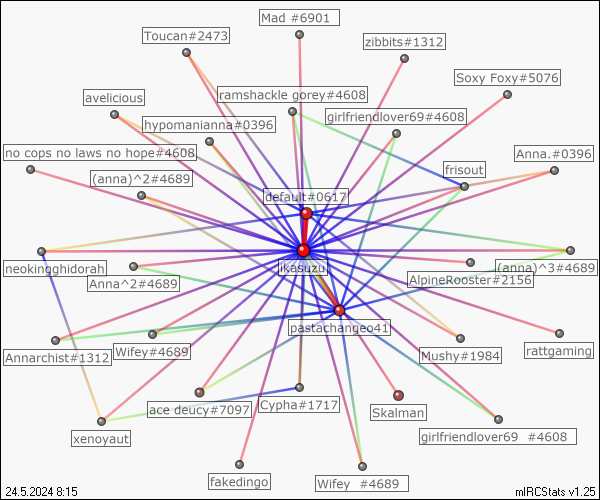 Mad #6901
Toucan#2473
zibbits#1312
Soxy Foxy#5076
avelicious
ramshackle gorey#4608
girlfriendlover69#4608
hypomanianna#0396
no cops no laws no hope#4608
Anna.#0396
frisout
(anna)^2#4689
default#0617
neokingghidorah
ikasuzu
(anna)^3#4689
Anna^2#4689
AlpineRooster#2156
pastachangeo41
Annarchist#1312
Wifey#4689
Mushy#1984
rattgaming
ace deucy#7097
Cypha#1717
Skalman
xenoyaut
girlfriendlover69 #4608
fakedingo
Wifey #4689
24.5.2024 8:15
mIRCStats v1.25